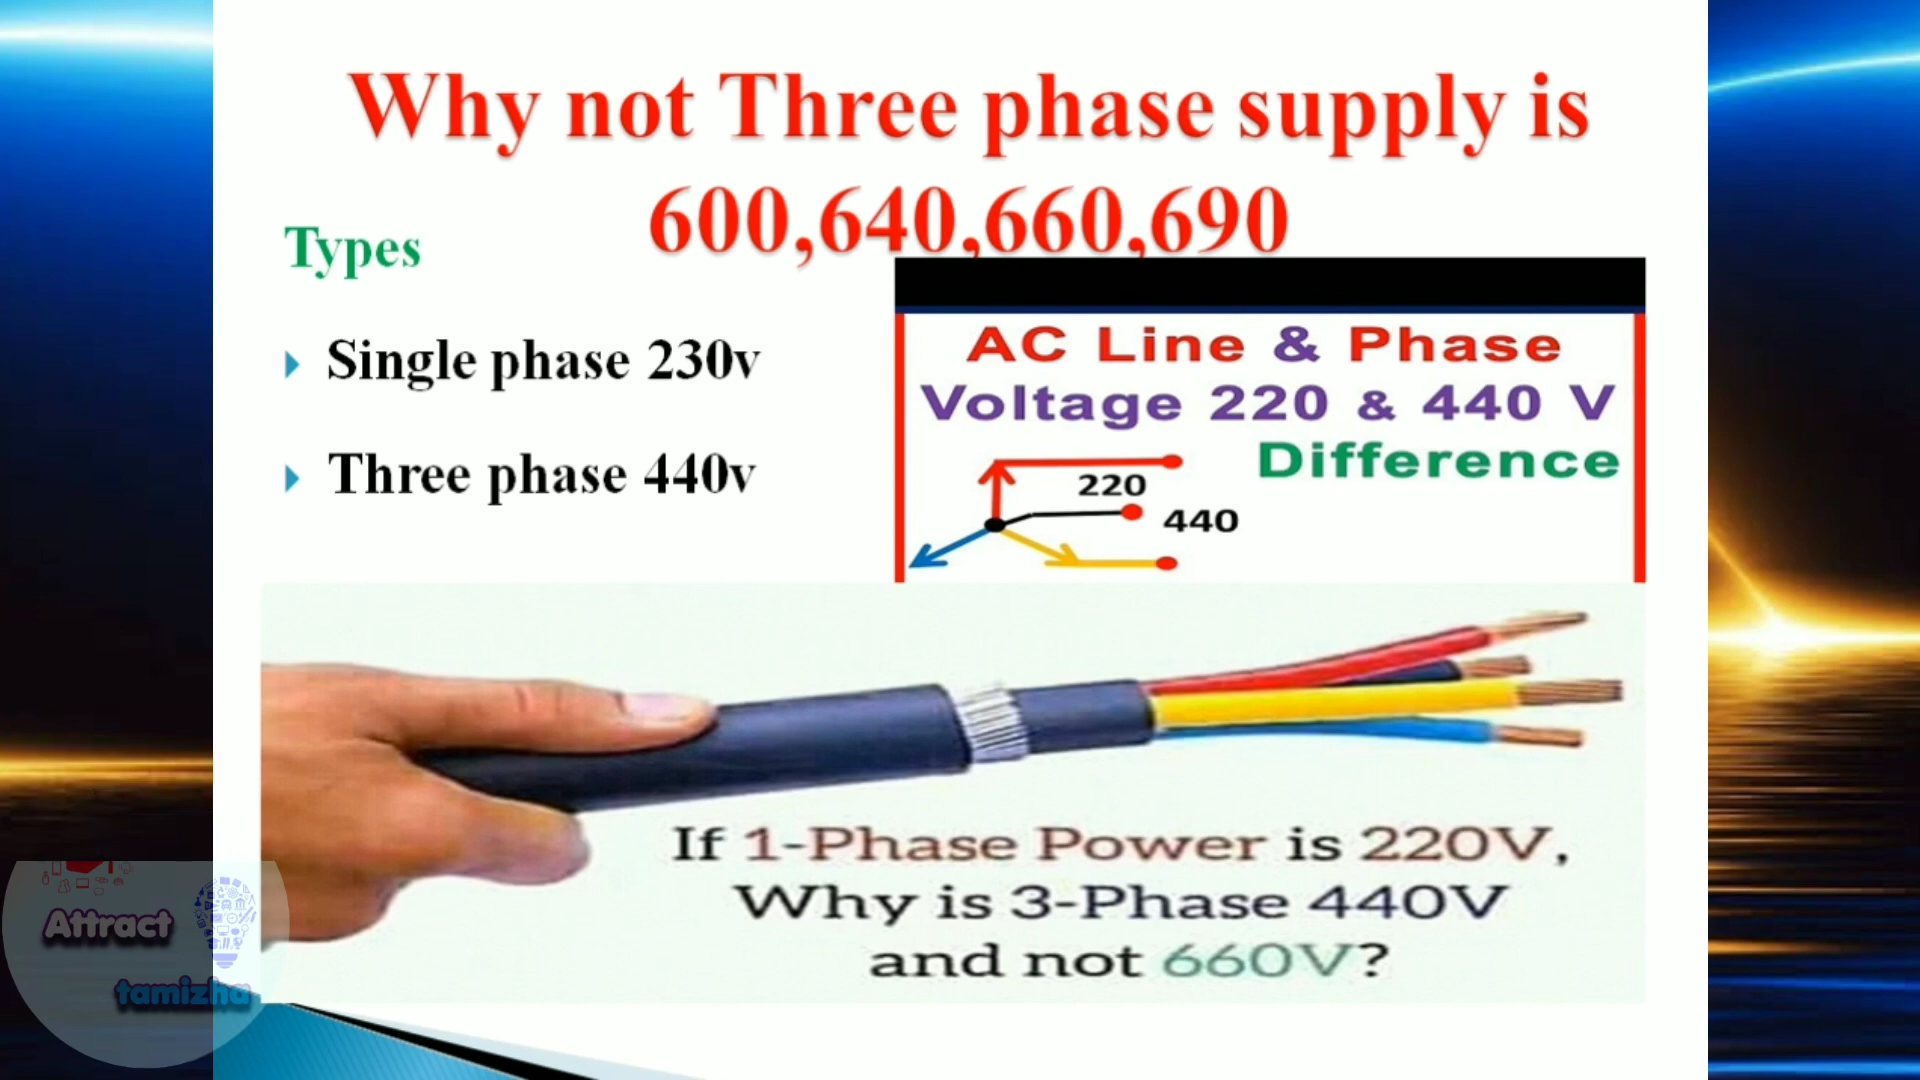 Why not Three phase supply is
600,640,660,690
Types
Single phase 230v
Three phase 440v
AC Line & Phase
Voltage 220 & 440 V
Difference
220
440
If 1-Phase Power is 220V,
Why is 3-Phase 440V
and not 660V?
Attract
tamizha